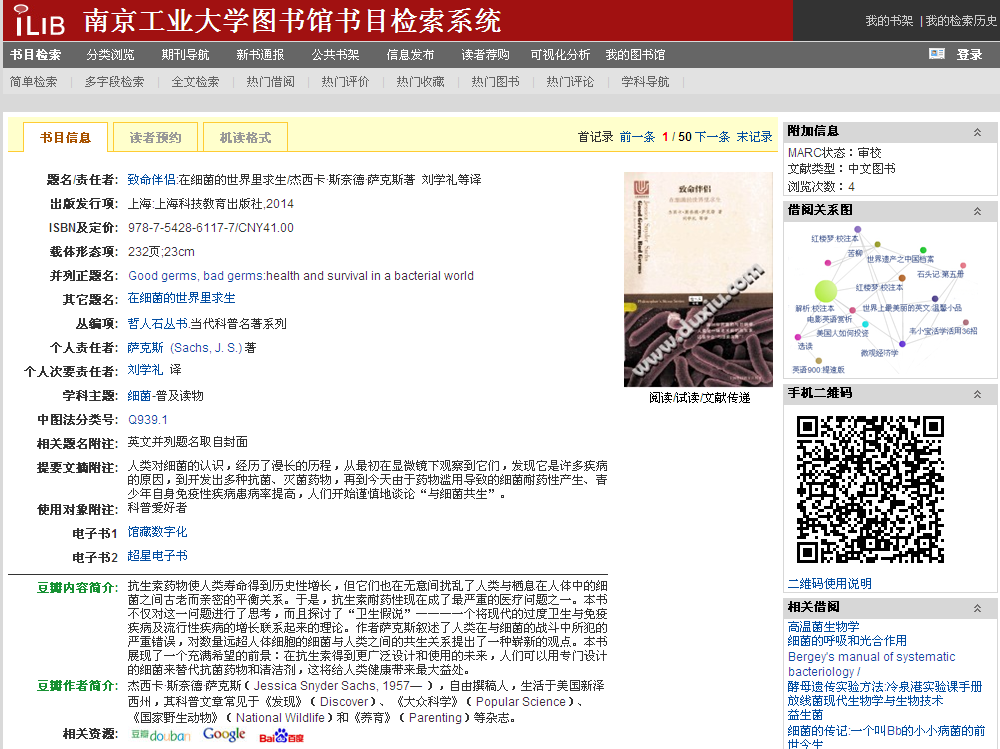 iLIB 南京工业大学图书馆书目检索系统
我的书架 | 我的检索历史
书目检索 分类浏览 期刊导航 新书通报 公共书架 信息发布 读者荐购 可视化分析 我的图书馆 登录
简单检索 多字段检索 全文检索 热门借阅 热门评价 热门收藏 热门图书 热门评论 学科导航
书目信息 读者预约 机读格式
首记录 前一条 1 / 50 下一条 末记录
题名/责任者: 致命伴侣:在细菌的世界里求生/杰西卡·斯奈德·萨克斯著 刘学礼等译
出版发行项: 上海:上海科技教育出版社,2014
ISBN及定价: 978-7-5428-6117-7/CNY41.00
载体形态项: 232页;23cm
并列正题名: Good germs, bad germs:health and survival in a bacterial world
其它题名: 在细菌的世界里求生
丛编项: 哲人石丛书.当代科普名著系列
个人责任者: 萨克斯 (Sachs, J. S.) 著
个人次要责任者: 刘学礼 译
学科主题: 细菌-普及读物
中图法分类号: Q939.1
相关题名附注: 英文并列题名取自封面
提要文摘附注: 人类对细菌的认识，经历了漫长的历程，从最初在显微镜下观察到它们，发现它是许多疾病
的原因，到开发出多种抗菌、灭菌药物，再到今天由于药物滥用导致的细菌耐药性产生、青
少年自身免疫性疾病患病率提高，人们开始谨慎地谈论“与细菌共生”。
使用对象附注: 科普爱好者
电子书1 馆藏数字化
电子书2 超星电子书
豆瓣内容简介: 抗生素药物使人类寿命得到历史性增长，但它们也在无意间扰乱了人类与栖息在人体中的细
菌之间古老而亲密的平衡关系。于是，抗生素耐药性现在成了最严重的医疗问题之一。本书
不仅对这一问题进行了思考，而且探讨了“卫生假说”————一个将现代的过度卫生与免疫
疾病及流行性疾病的增长联系起来的理论。作者萨克斯叙述了人类在与细菌的战斗中所犯的
严重错误，对数量远超人体细胞的细菌与人类之间的共生关系提出了一种崭新的观点。本书
展现了一个充满希望的前景：在抗生素得到更广泛设计和使用的未来，人们可以用专门设计
的细菌来替代抗菌药物和清洁剂，这将给人类健康带来最大益处。
豆瓣作者简介: 杰西卡·斯奈德·萨克斯（Jessica Snyder Sachs, 1957— ），自由撰稿人，生活于美国新泽
西州，其科普文章常见于《发现》（Discover）、《大众科学》（Popular Science）、
《国家野生动物》（National Wildlife）和《养育》（Parenting）等杂志。
相关资源: 豆瓣douban Google Bai百度
致命伴侣
在细菌的世界里求生
Jessica Snyder Sachs
Good Germs, Bad Germs
Philosopher's Stone Series
www.duxiu.com
阅读/试读/文献传递
附加信息
MARC状态：审校
文献类型：中文图书
浏览次数：4
借阅关系图
红楼梦:校注本
苦柳
世界遗产之中国档案
石头记.第五册
红楼梦:校注本
解析:校注本
世界上最美丽的英文.温馨小品
电影英语赏析
美国人如何投资
韦小宝活学活用36招
选读
微观经济学
英语900:提速版
手机二维码
二维码使用说明
相关借阅
高温菌生物学
细菌的呼吸和光合作用
Bergey's manual of systematic
bacteriology /
酵母遗传实验方法:冷泉港实验课手册
放线菌现代生物学与生物技术
益生菌
细菌的传记:一个叫Bb的小小病菌的前
世今生